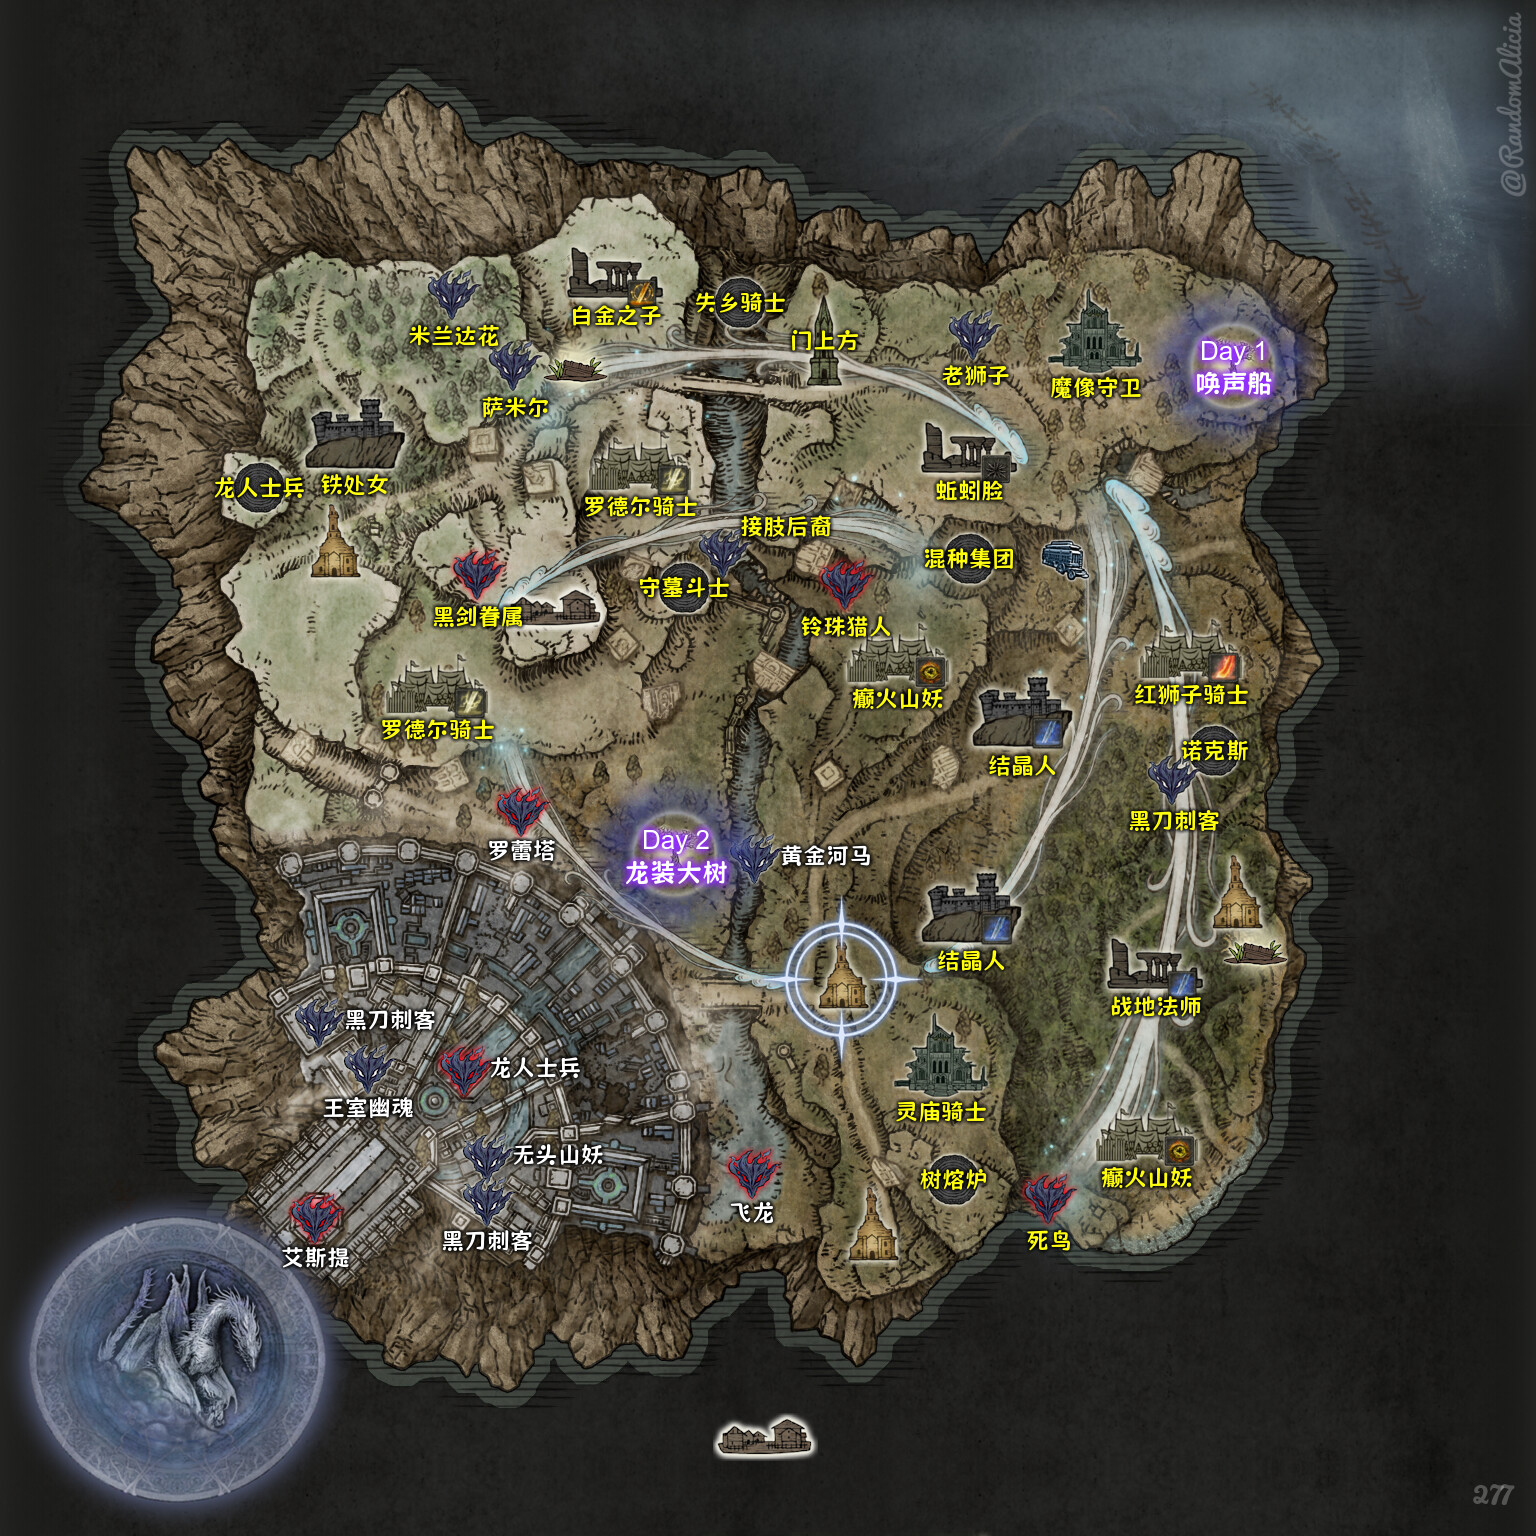 @RandomAlicia
米兰达花
白金之子
失乡骑士
门上方
老狮子
魔像守卫
Day 1
唤声船
萨米尔
龙人士兵
铁处女
罗德尔骑士
蚯蚓脸
接肢后裔
混种集团
黑剑眷属
守墓斗士
铃珠猎人
癫火山妖
红狮子骑士
罗德尔骑士
结晶人
诺克斯
黑刀刺客
罗蕾塔
Day 2
龙装大树
黄金河马
结晶人
战地法师
黑刀刺客
龙人士兵
王室幽魂
灵庙骑士
无头山妖
树熔炉
癫火山妖
飞龙
死鸟
黑刀刺客
艾斯提
277